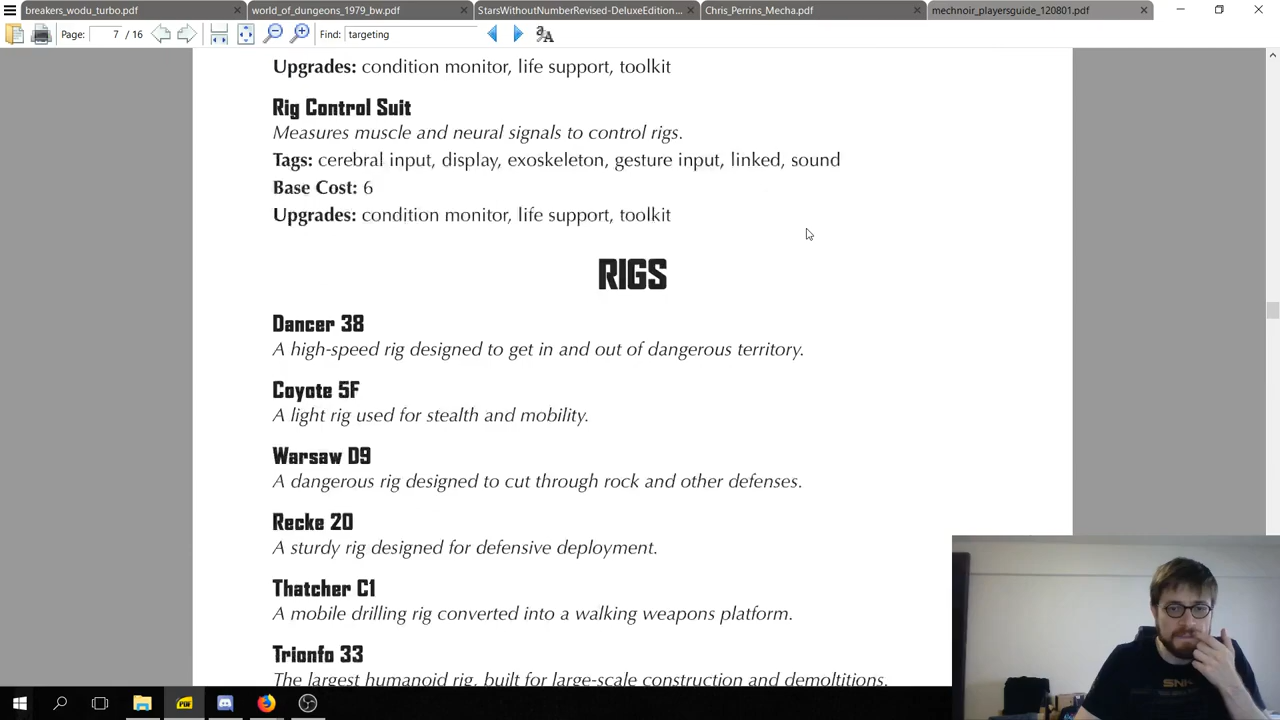 breakers_wodu_turbo.pdf
world_of_dungeons_1979_bw.pdf
StarsWithoutNumberRevised-DeluxeEdition...
Chris_Perrins_Mecha.pdf
mechnoir_playersguide_120801.pdf
Page: 7 / 16
Find: targeting
Upgrades: condition monitor, life support, toolkit
Rig Control Suit
Measures muscle and neural signals to control rigs.
Tags: cerebral input, display, exoskeleton, gesture input, linked, sound
Base Cost: 6
Upgrades: condition monitor, life support, toolkit
RIGS
Dancer 38
A high-speed rig designed to get in and out of dangerous territory.
Coyote 5F
A light rig used for stealth and mobility.
Warsaw D9
A dangerous rig designed to cut through rock and other defenses.
Recke 20
A sturdy rig designed for defensive deployment.
Thatcher C1
A mobile drilling rig converted into a walking weapons platform.
Trionfo 33
The largest humanoid rig, built for large-scale construction and demoltitions.